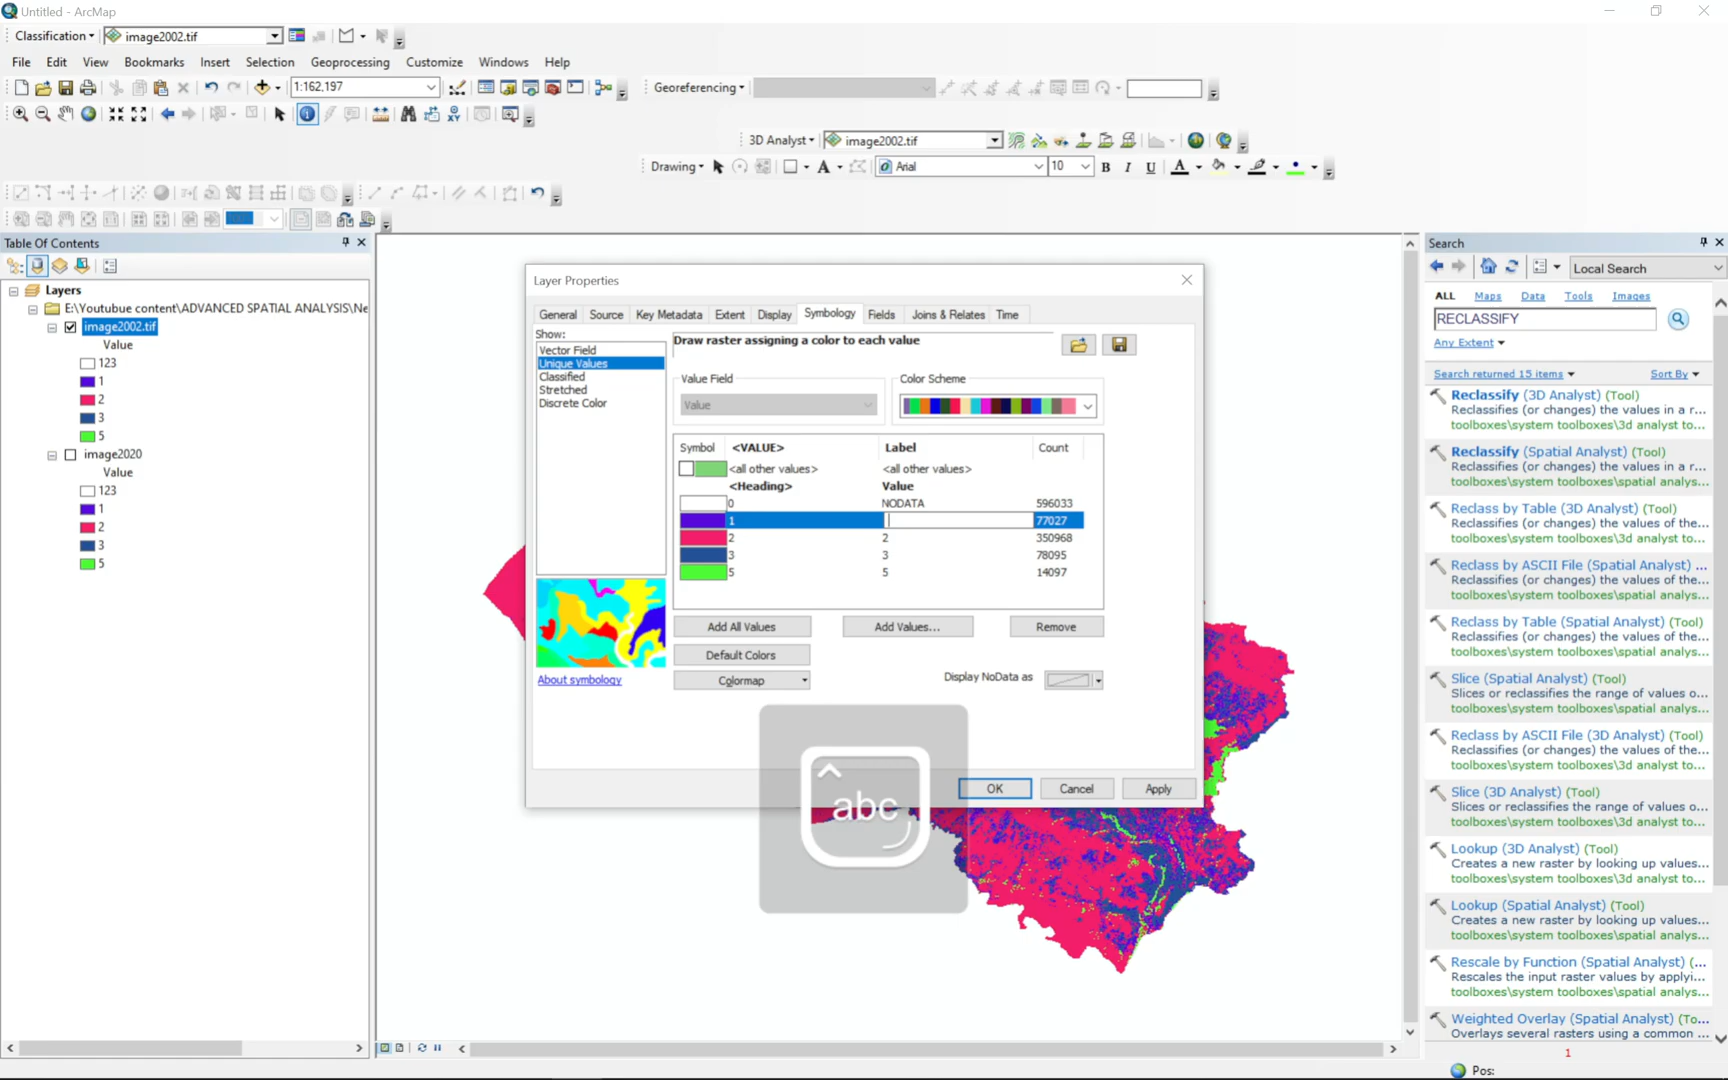 Untitled - ArcMap
Classification
image2002.tif
File Edit View Bookmarks Insert Selection Geoprocessing Customize Windows Help
1:162,197
Georeferencing
3D Analyst
image2002.tif
Drawing
A
Arial
10
B I U A
Table Of Contents
Layers
E:\Youtubue content\ADVANCED SPATIAL ANALYSIS\Ne
image2002.tif
Value
123
1
2
3
5
image2020
Value
123
1
2
3
5
Layer Properties
General Source Key Metadata Extent Display Symbology Fields Joins & Relates Time
Show:
Vector Field
Unique Values
Classified
Stretched
Discrete Color
About symbology
Draw raster assigning a color to each value
Value Field
Value
Color Scheme
Symbol <VALUE> Label Count
<all other values> <all other values>
<Heading> Value
0 NODATA 596033
1 77027
2 2 350968
3 3 78095
5 5 14097
Add All Values
Add Values...
Remove
Default Colors
Colormap
Display NoData as
OK
Cancel
Apply
abc
Search
Local Search
ALL Maps Data Tools Images
RECLASSIFY
Any Extent
Search returned 15 items
Sort By
Reclassify (3D Analyst) (Tool)
Reclassifies (or changes) the values in a r...
toolboxes\system toolboxes\3d analyst to...
Reclassify (Spatial Analyst) (Tool)
Reclassifies (or changes) the values in a r...
toolboxes\system toolboxes\spatial analys...
Reclass by Table (3D Analyst) (Tool)
Reclassifies (or changes) the values of the...
toolboxes\system toolboxes\3d analyst to...
Reclass by ASCII File (Spatial Analyst) ...
Reclassifies (or changes) the values of the...
toolboxes\system toolboxes\spatial analys...
Reclass by Table (Spatial Analyst) (Tool)
Reclassifies (or changes) the values of the...
toolboxes\system toolboxes\spatial analys...
Slice (Spatial Analyst) (Tool)
Slices or reclassifies the range of values o...
toolboxes\system toolboxes\spatial analys...
Reclass by ASCII File (3D Analyst) (Tool)
Reclassifies (or changes) the values of the...
toolboxes\system toolboxes\3d analyst to...
Slice (3D Analyst) (Tool)
Slices or reclassifies the range of values o...
toolboxes\system toolboxes\3d analyst to...
Lookup (3D Analyst) (Tool)
Creates a new raster by looking up values...
toolboxes\system toolboxes\3d analyst to...
Lookup (Spatial Analyst) (Tool)
Creates a new raster by looking up values...
toolboxes\system toolboxes\spatial analys...
Rescale by Function (Spatial Analyst) (...
Rescales the input raster values by applyi...
toolboxes\system toolboxes\spatial analys...
Weighted Overlay (Spatial Analyst) (To...
Overlays several rasters using a common ...
1
Pos: